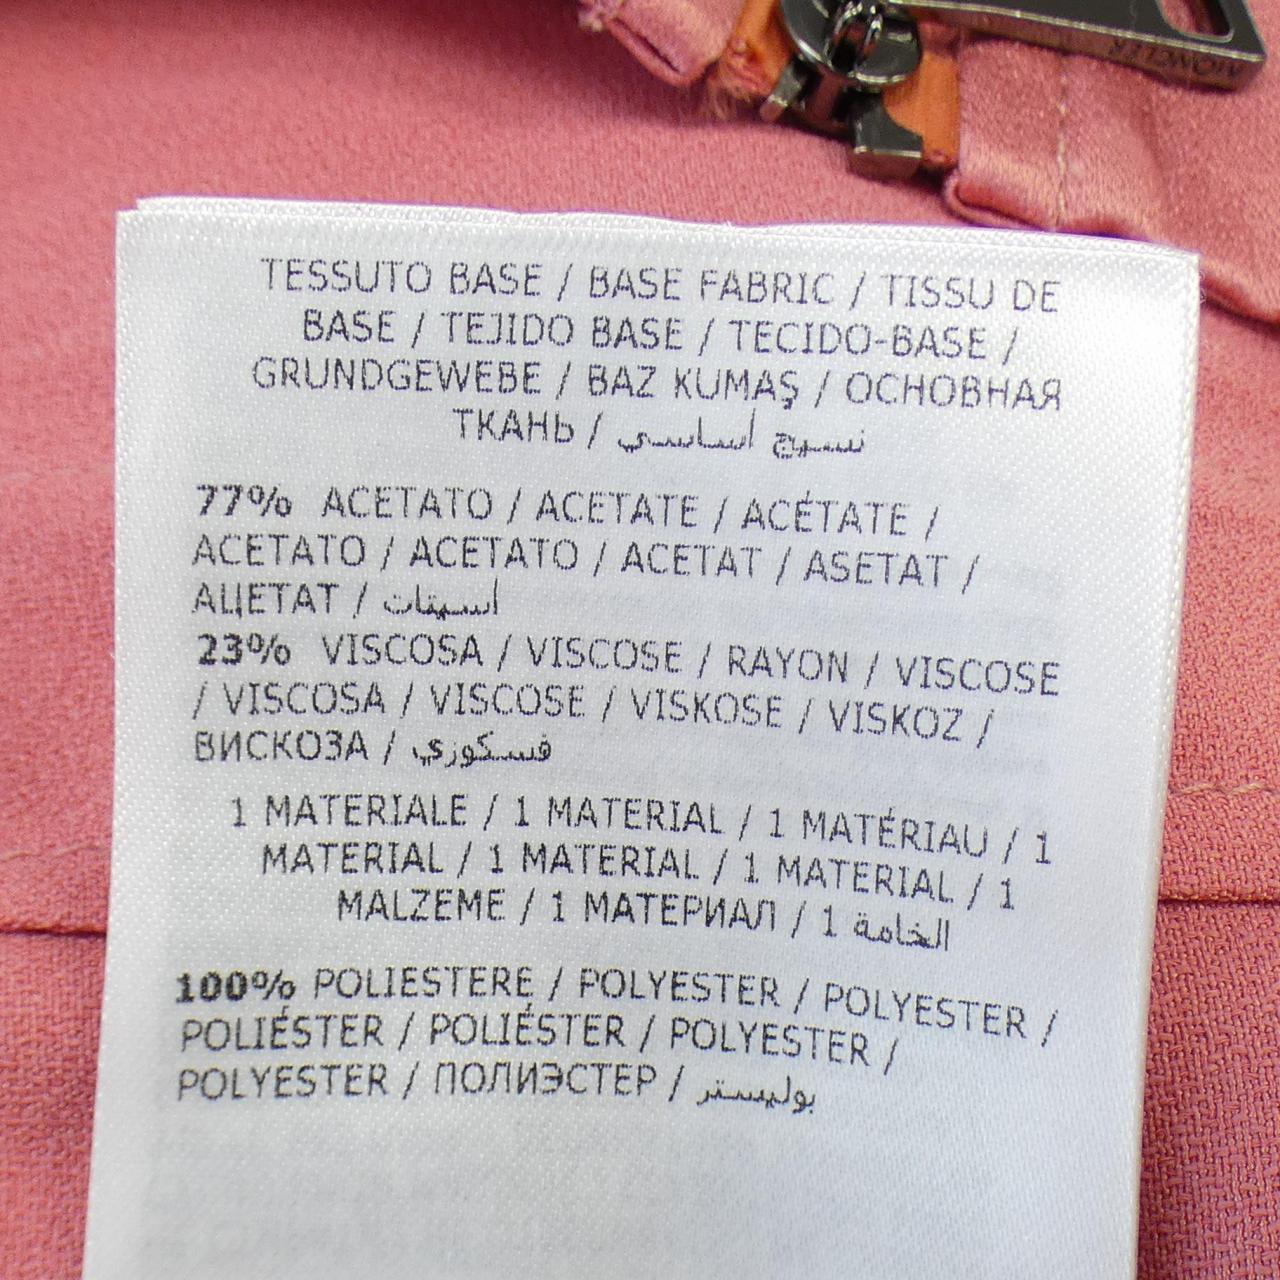 MONCLER
TESSUTO BASE / BASE FABRIC / TISSU DE
BASE / TEJIDO BASE / TECIDO-BASE /
GRUNDGEWEBE / BAZ KUMAŞ / ОСНОВНАЯ
ТКАНЬ / نسيج أساسي
77% ACETATO / ACETATE / ACÉTATE /
ACETATO / ACETATO / ACETAT / ASETAT /
АЦЕТАТ / أسيتات
23% VISCOSA / VISCOSE / RAYON / VISCOSE
/ VISCOSA / VISCOSE / VISKOSE / VISKOZ /
ВИСКОЗА / فسكوزي
1 MATERIALE / 1 MATERIAL / 1 MATÉRIAU / 1
MATERIAL / 1 MATERIAL / 1 MATERIAL / 1
MALZEME / 1 МАТЕРИАЛ / 1 الخامة
100% POLIESTERE / POLYESTER / POLYESTER /
POLIÉSTER / POLIÉSTER / POLYESTER /
POLYESTER / ПОЛИЭСТЕР / بوليستر